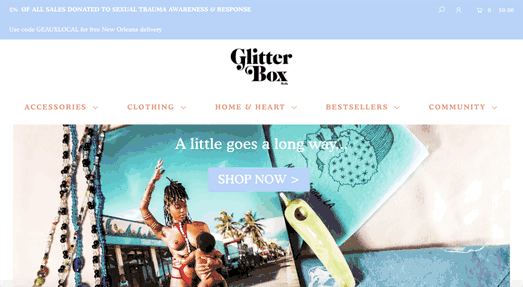 5% OF ALL SALES DONATED TO SEXUAL TRAUMA AWARENESS & RESPONSE
0 $0.00
Use code GEAUXLOCAL for free New Orleans delivery
Glitter
Box
ACCESSORIES
CLOTHING
HOME & HEART
BESTSELLERS
COMMUNITY
A little goes a long way...
SHOP NOW >